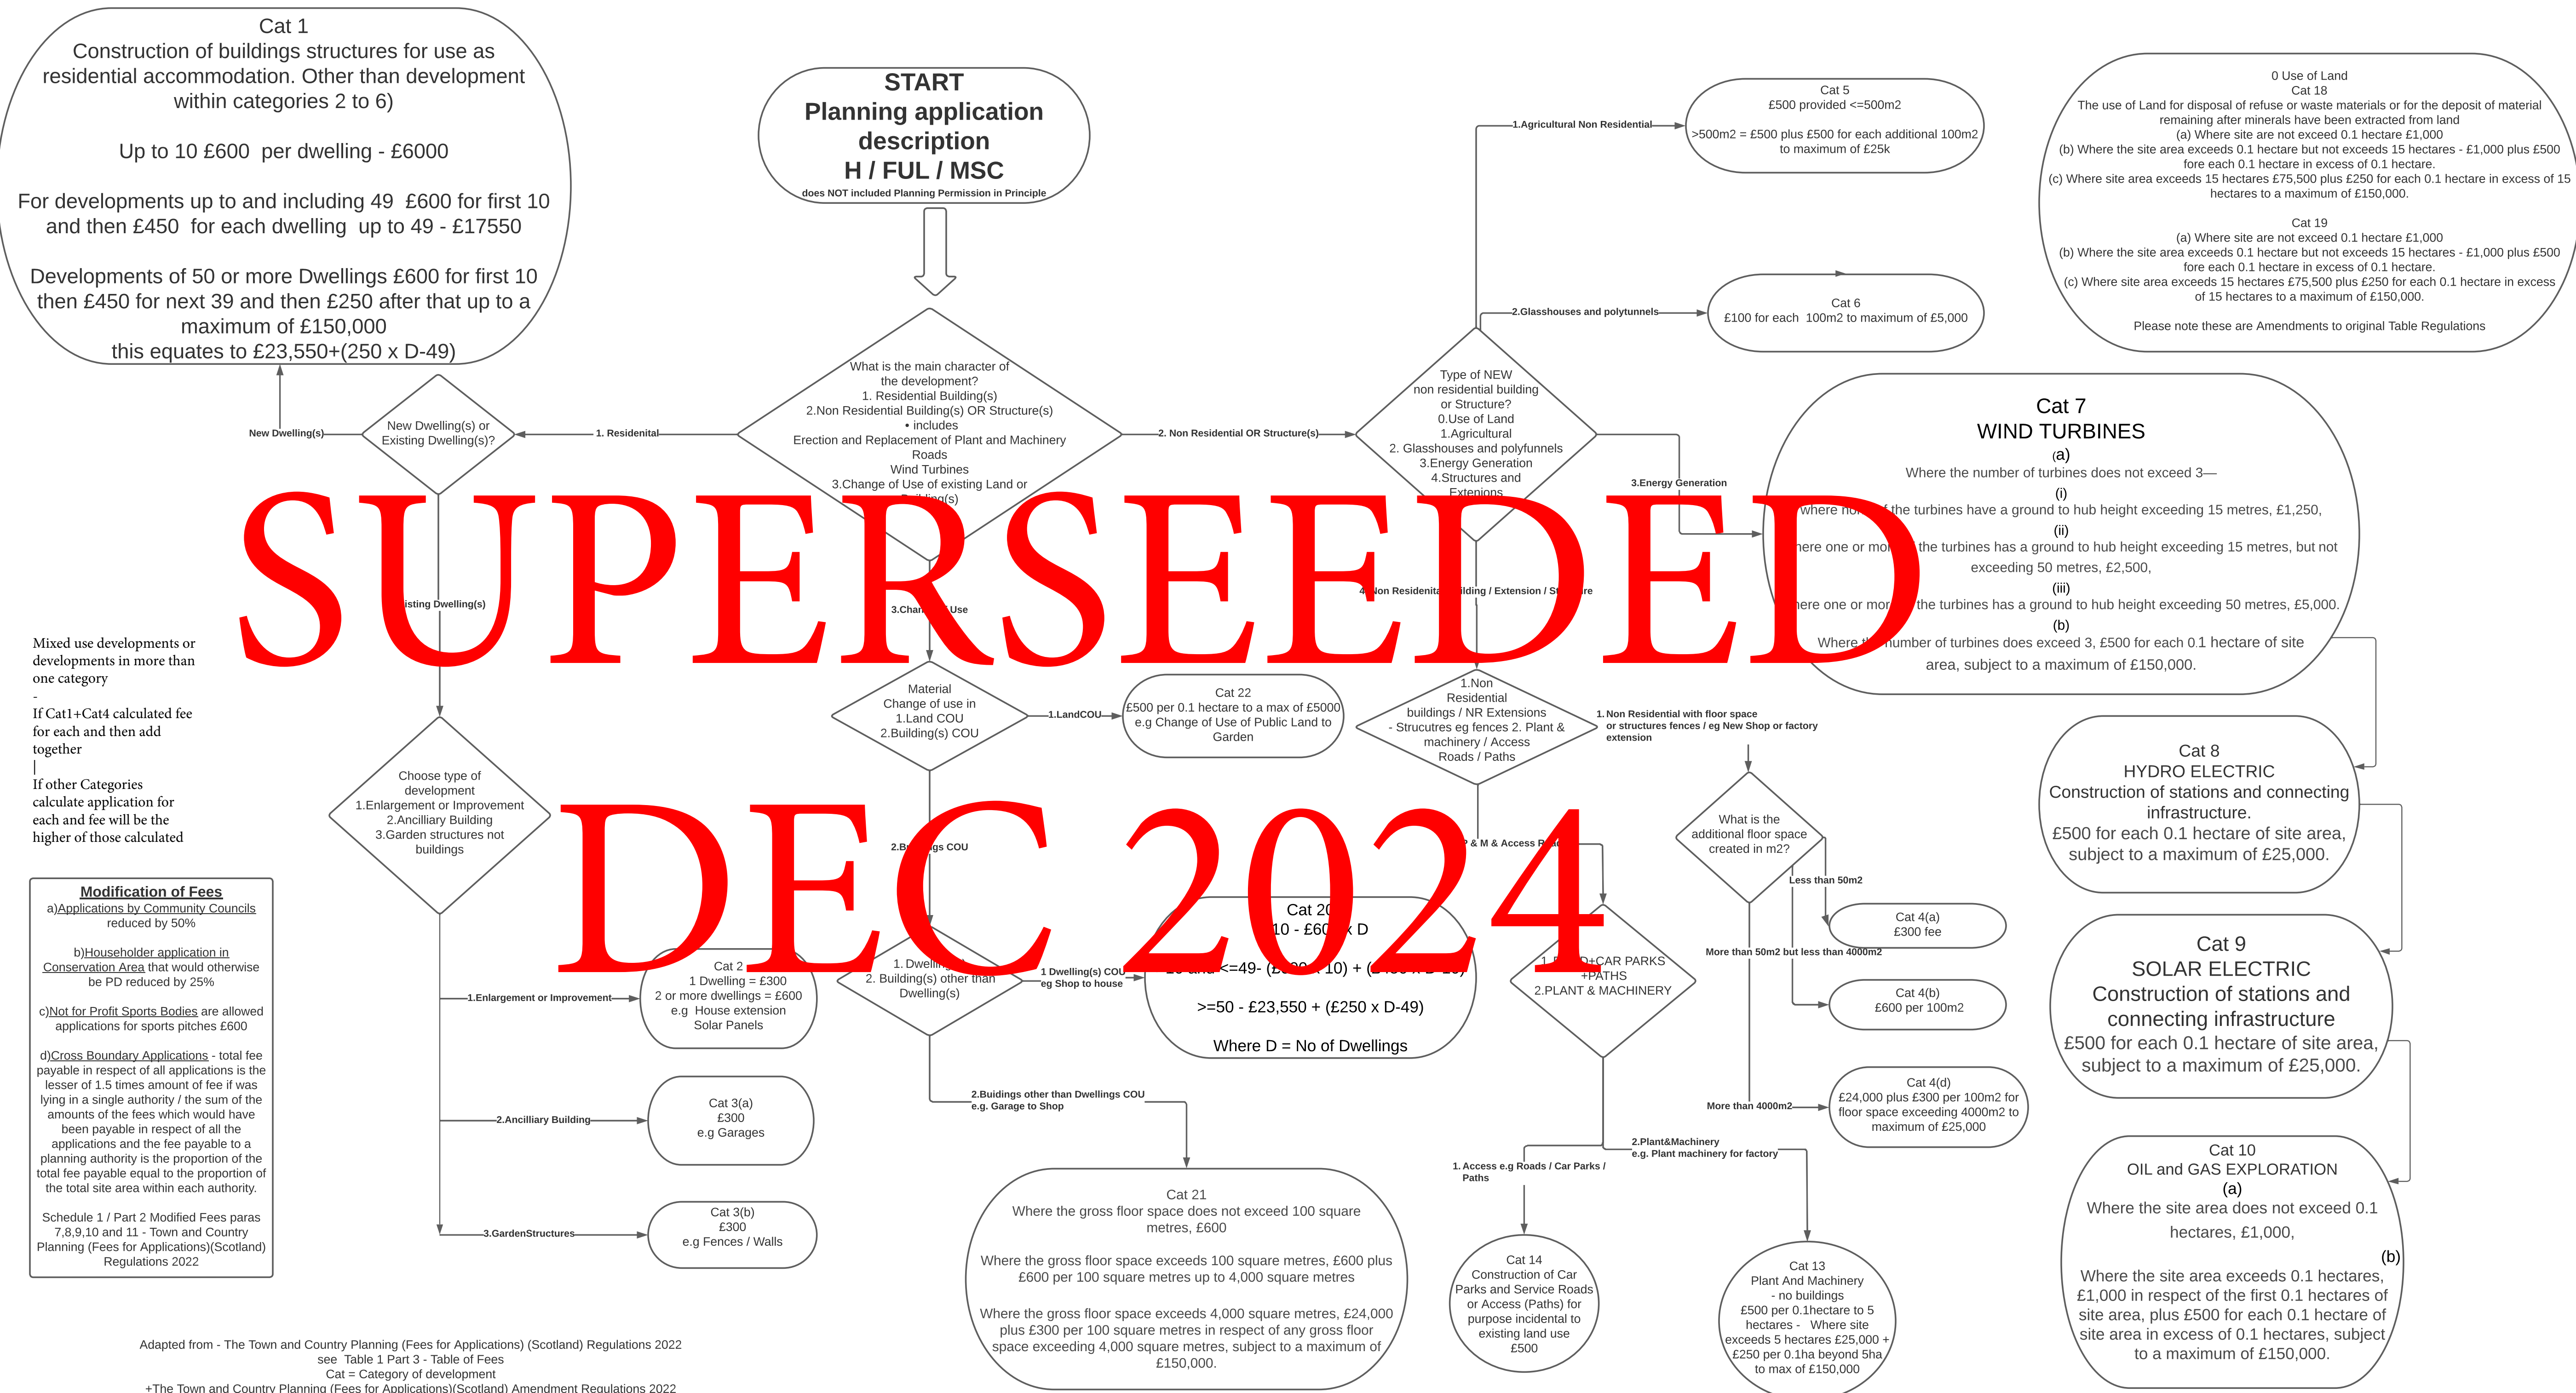 Cat 1
Construction of buildings structures for use as
residential accommodation. Other than development
within categories 2 to 6)
Up to 10 £600 per dwelling - £6000
For developments up to and including 49 £600 for first 10
and then £450 for each dwelling up to 49 - £17550
Developments of 50 or more Dwellings £600 for first 10
then £450 for next 39 and then £250 after that up to a
maximum of £150,000
this equates to £23,550+(250 x D-49)
START
Planning application
description
H / FUL / MSC
does NOT included Planning Permission in Principle
1.Agricultural Non Residential
Cat 5
£500 provided <=500m2
>500m2 = £500 plus £500 for each additional 100m2
to maximum of £25k
2.Glasshouses and polytunnels
Cat 6
£100 for each 100m2 to maximum of £5,000
0 Use of Land
Cat 18
The use of Land for disposal of refuse or waste materials or for the deposit of material
remaining after minerals have been extracted from land
(a) Where site are not exceed 0.1 hectare £1,000
(b) Where the site area exceeds 0.1 hectare but not exceeds 15 hectares - £1,000 plus £500
fore each 0.1 hectare in excess of 0.1 hectare.
(c) Where site area exceeds 15 hectares £75,500 plus £250 for each 0.1 hectare in excess of 15
hectares to a maximum of £150,000.
Cat 19
(a) Where site are not exceed 0.1 hectare £1,000
(b) Where the site area exceeds 0.1 hectare but not exceeds 15 hectares - £1,000 plus £500
fore each 0.1 hectare in excess of 0.1 hectare.
(c) Where site area exceeds 15 hectares £75,500 plus £250 for each 0.1 hectare in excess
of 15 hectares to a maximum of £150,000.
Please note these are Amendments to original Table Regulations
New Dwelling(s)
New Dwelling(s) or
Existing Dwelling(s)?
1. Residenital
What is the main character of
the development?
1. Residential Building(s)
2.Non Residential Building(s) OR Structure(s)
• includes
Erection and Replacement of Plant and Machinery
Roads
Wind Turbines
3.Change of Use of existing Land or
2. Non Residential OR Structure(s)
Type of NEW
non residential building
or Structure?
0.Use of Land
1.Agricultural
2. Glasshouses and polyfunnels
3.Energy Generation
4.Structures and
Extenions
3.Energy Generation
Cat 7
WIND TURBINES
(a)
Where the number of turbines does not exceed 3—
(i)
where of the turbines have a ground to hub height exceeding 15 metres, £1,250,
(ii)
one or the turbines has a ground to hub height exceeding 15 metres, but not
exceeding 50 metres, £2,500,
(iii)
one or the turbines has a ground to hub height exceeding 50 metres, £5,000.
(b)
Where number of turbines does exceed 3, £500 for each 0.1 hectare of site
area, subject to a maximum of £150.000.
SUPERSEEDED
DEC 2024
Dwelling(s)
Use
Building / Extension /
Mixed use developments or
developments in more than
one category
-
If Cat1+Cat4 calculated fee
for each and then add
together
|
If other Categories
calculate application for
each and fee will be the
higher of those calculated
Material
Change of use in
1.Land COU
2.Building(s) COU
1.LandCOU
Cat 22
£500 per 0.1 hectare to a max of £5000
e.g Change of Use of Public Land to
Garden
1.Non
Residential
buildings / NR Extensions
- Strucutres eg fences 2. Plant &
machinery / Access
Roads / Paths
1. Non Residential with floor space
or structures fences / eg New Shop or factory
extension
Cat 8
HYDRO ELECTRIC
Construction of stations and connecting
infrastructure.
£500 for each 0.1 hectare of site area,
subject to a maximum of £25,000.
Choose type of
development
1.Enlargement or Improvement
2.Ancilliary Building
3.Garden structures not
buildings
COU
P & M & Access
What is the
additional floor space
created in m2?
Less than 50m2
Cat 4(a)
£300 fee
More than 50m2 but less than 4000m2
Cat 4(b)
£600 per 100m2
More than 4000m2
Cat 4(d)
£24,000 plus £300 per 100m2 for
floor space exceeding 4000m2 to
maximum of £25,000
Modification of Fees
a)Applications by Community Councils
reduced by 50%
b)Householder application in
Conservation Area that would otherwise
be PD reduced by 25%
c)Not for Profit Sports Bodies are allowed
applications for sports pitches £600
d)Cross Boundary Applications - total fee
payable in respect of all applications is the
lesser of 1.5 times amount of fee if was
lying in a single authority / the sum of the
amounts of the fees which would have
been payable in respect of all the
applications and the fee payable to a
planning authority is the proportion of the
total fee payable equal to the proportion of
the total site area within each authority.
Schedule 1 / Part 2 Modified Fees paras
7,8,9,10 and 11 - Town and Country
Planning (Fees for Applications)(Scotland)
Regulations 2022
1.Enlargement or Improvement
Cat 2
1 Dwelling = £300
2 or more dwellings = £600
e.g House extension
Solar Panels
2. Building(s) other than
Dwelling(s)
1 Dwelling(s) COU
eg Shop to house
Cat 20
x D
and <=49-
>=50 - £23,550 + (£250 x D-49)
Where D = No of Dwellings
PARKS
+PATHS
2.PLANT & MACHINERY
Cat 9
SOLAR ELECTRIC
Construction of stations and
connecting infrastructure
£500 for each 0.1 hectare of site area,
subject to a maximum of £25,000.
2.Ancilliary Building
Cat 3(a)
£300
e.g Garages
2.Buidings other than Dwellings COU
e.g. Garage to Shop
3.GardenStructures
Cat 3(b)
£300
e.g Fences / Walls
Cat 21
Where the gross floor space does not exceed 100 square
metres, £600
Where the gross floor space exceeds 100 square metres, £600 plus
£600 per 100 square metres up to 4,000 square metres
Where the gross floor space exceeds 4,000 square metres, £24,000
plus £300 per 100 square metres in respect of any gross floor
space exceeding 4,000 square metres, subject to a maximum of
£150,000.
1. Access e.g Roads / Car Parks /
Paths
Cat 14
Construction of Car
Parks and Service Roads
or Access (Paths) for
purpose incidental to
existing land use
£500
2.Plant&Machinery
e.g. Plant machinery for factory
Cat 13
Plant And Machinery
- no buildings
£500 per 0.1hectare to 5
hectares - Where site
exceeds 5 hectares £25,000 +
£250 per 0.1ha beyond 5ha
to max of £150,000
Cat 10
OIL and GAS EXPLORATION
(a)
Where the site area does not exceed 0.1
hectares, £1,000,
(b)
Where the site area exceeds 0.1 hectares,
£1,000 in respect of the first 0.1 hectares of
site area, plus £500 for each 0.1 hectare of
site area in excess of 0.1 hectares, subject
to a maximum of £150.000.
Adapted from - The Town and Country Planning (Fees for Applications) (Scotland) Regulations 2022
see Table 1 Part 3 - Table of Fees
Cat = Category of development
+The Town and Country Planning (Fees for Applications)(Scotland) Amendment Regulations 2022